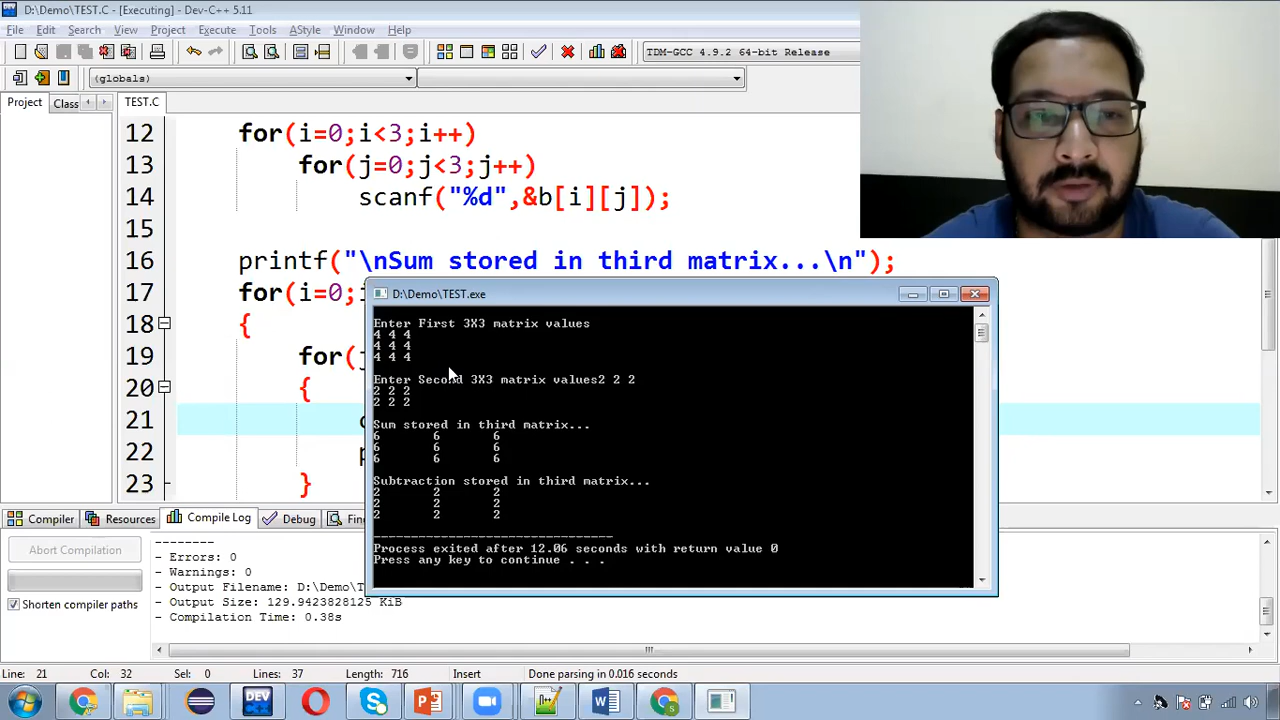 D:\Demo\TEST.C - [Executing] - Dev-C++ 5.11
File Edit Search View Project Execute Tools AStyle Window Help
TDM-GCC 4.9.2 64-bit Release
(globals)
Project Class TEST.C
12 for(i=0;i<3;i++)
13 for(j=0;j<3;j++)
14 scanf("%d",&b[i][j]);
15
16 printf("\nSum stored in third matrix...\n");
17 for(i=0;i
18 {
19 for(j
20 {
21
22
23 }
D:\Demo\TEST.exe
Enter First 3X3 matrix values
4 4 4
4 4 4
4 4 4
Enter Second 3X3 matrix values2 2 2
2 2 2
2 2 2
Sum stored in third matrix...
6 6 6
6 6 6
6 6 6
Subtraction stored in third matrix...
2 2 2
2 2 2
2 2 2
--------------------------------
Process exited after 12.06 seconds with return value 0
Press any key to continue . . .
Compiler Resources Compile Log Debug
Abort Compilation
Shorten compiler paths
--------
- Errors: 0
- Warnings: 0
- Output Filename: D:\Demo\T
- Output Size: 129.9423828125 KiB
- Compilation Time: 0.38s
Line: 21 Col: 32 Sel: 0 Lines: 37 Length: 716 Insert Done parsing in 0.016 seconds